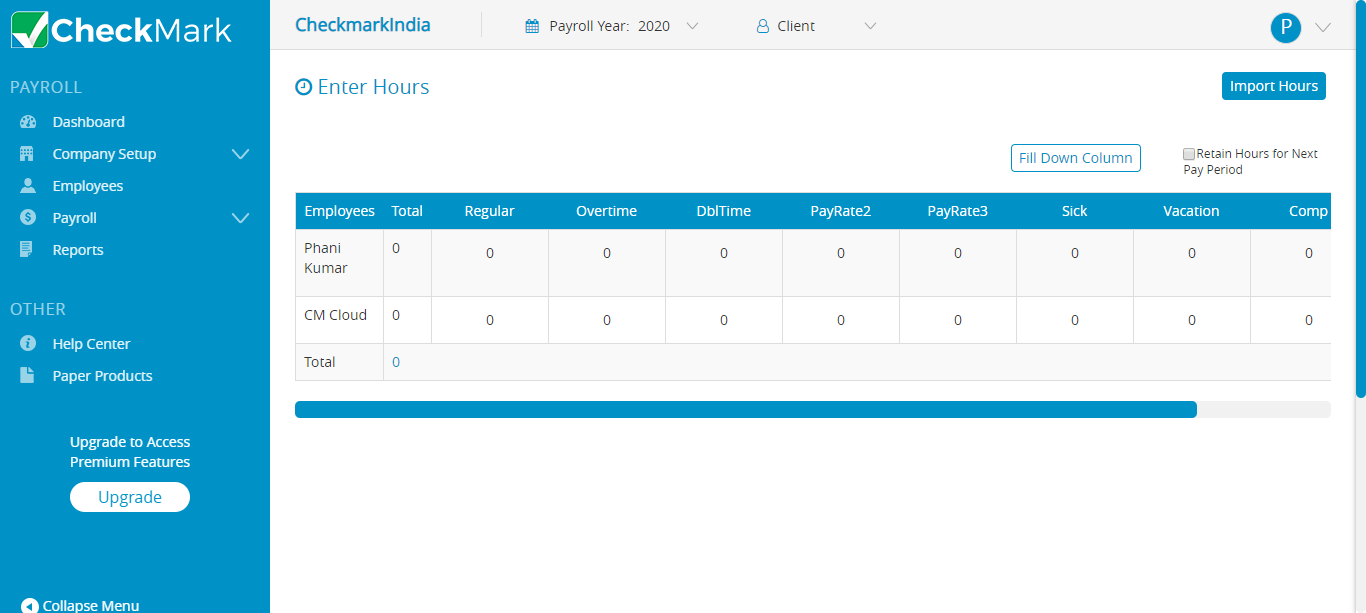 CheckMark
PAYROLL
Dashboard
Company Setup
Employees
Payroll
Reports
OTHER
Help Center
Paper Products
Upgrade to Access
Premium Features
Upgrade
Collapse Menu
CheckmarkIndia
Payroll Year: 2020
Client
P
Enter Hours
Import Hours
Fill Down Column
Retain Hours for Next
Pay Period
Employees Total Regular Overtime DblTime PayRate2 PayRate3 Sick Vacation Comp
Phani
Kumar
0 0 0 0 0 0 0 0 0
CM Cloud 0 0 0 0 0 0 0 0 0
Total 0